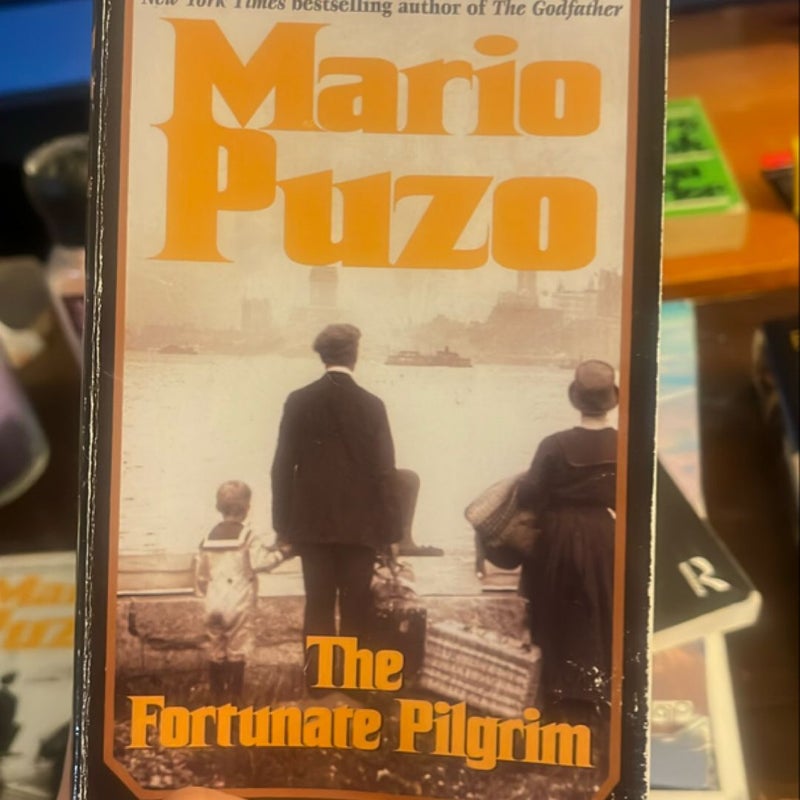 New York Times bestselling author of The Godfather
Mario
Puzo
The
Fortunate Pilgrim
R